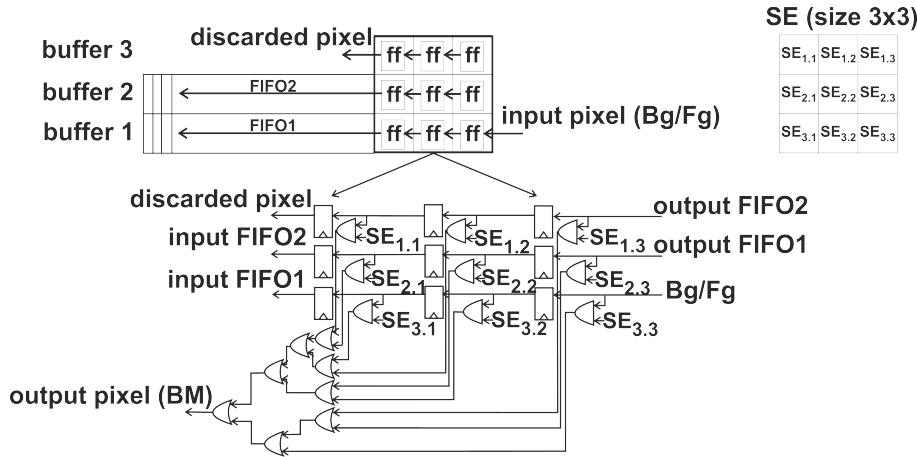 SE (size 3x3)
discarded pixel
buffer 3
ff ff ff
SE1.1 SE1.2 SE1.3
buffer 2
FIFO2
ff ff ff
SE2.1 SE2.2 SE2.3
buffer 1
FIFO1
ff ff ff
input pixel (Bg/Fg)
SE3.1 SE3.2 SE3.3
discarded pixel
output FIFO2
input FIFO2
SE1.1 SE1.2 SE1.3
output FIFO1
input FIFO1
SE2.1 SE2.2 SE2.3
Bg/Fg
SE3.1 SE3.2 SE3.3
output pixel (BM)